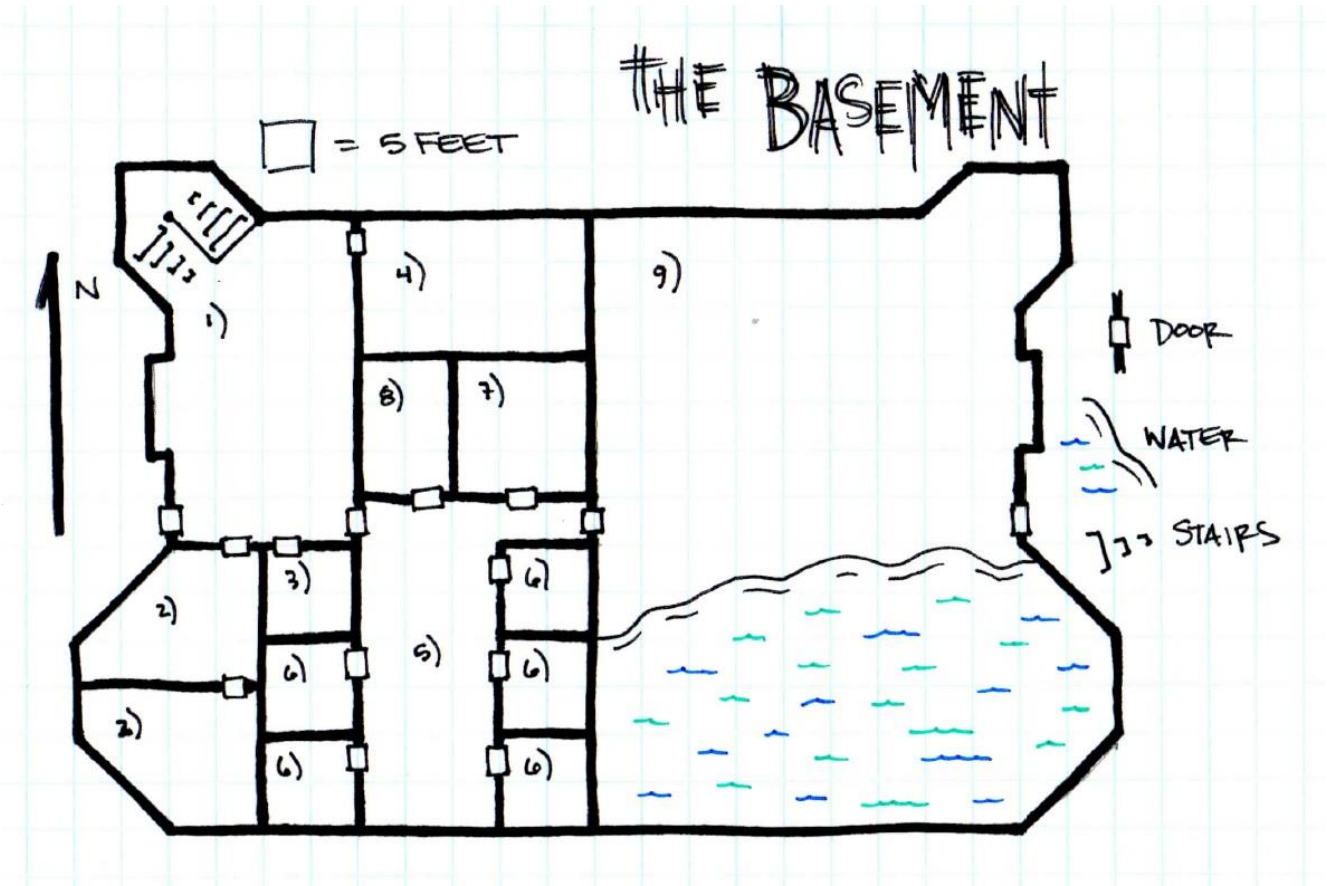 THE BASEMENT
= 5 FEET
N
1)
4)
9)
DOOR
8)
7)
WATER
STAIRS
2)
3)
6)
5)
6)
6)
2)
6)
6)